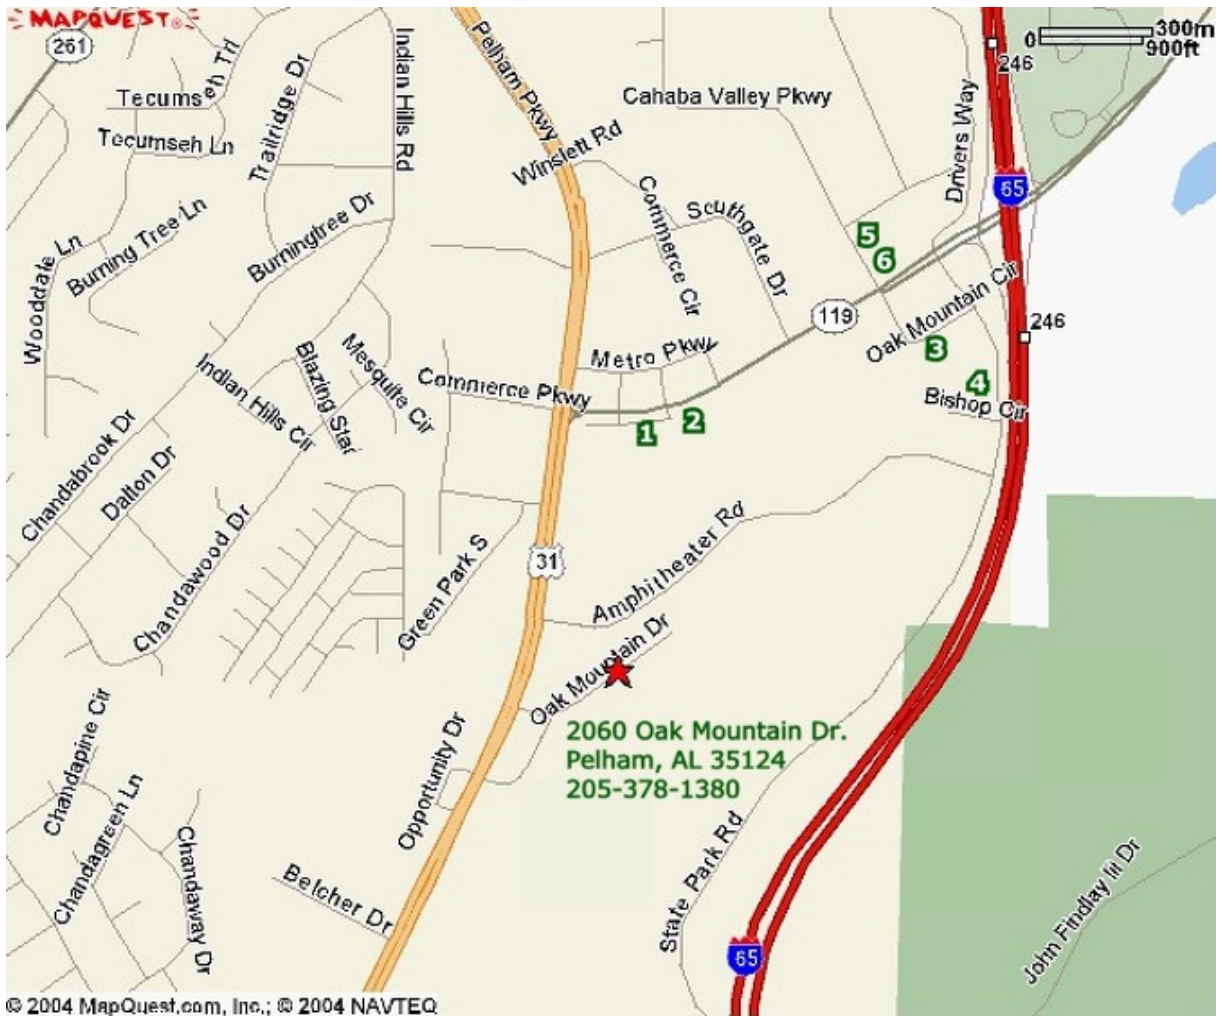 MAPQUEST®
300m
0
900ft
261
246
Tecumseh Trl
Tecumseh Ln
Trailridge Dr
Indian Hills Rd
Pelham Pkwy
Winslett Rd
Cahaba Valley Pkwy
Drivers Way
65
Wooddale Ln
Burning Tree Ln
Burningtree Dr
Commerce Cir
Southgate Dr
5
6
119
Oak Mountain Cir
246
3
4
Bishop Cir
Metro Pkwy
Commerce Pkwy
1
2
Indian Hills Cir
Blazing Star
Mesquite Cir
Chandabrook Dr
Dalton Dr
Chandawood Dr
Green Park S
31
Amphitheater Rd
Oak Mountain Dr
2060 Oak Mountain Dr.
Pelham, AL 35124
205-378-1380
Opportunity Dr
Chandapine Cir
Chandagreen Ln
Chandaway Dr
Belcher Dr
State Park Rd
65
John Findlay Iii Dr
© 2004 MapQuest.com, Inc.; © 2004 NAVTEQ